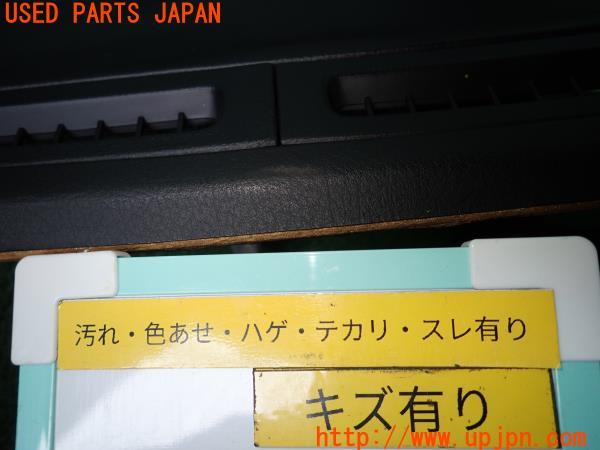 USED PARTS JAPAN
汚れ・色あせ・ハゲ・テカリ・スレ有り
キズ有り
http://www.upjpn.com